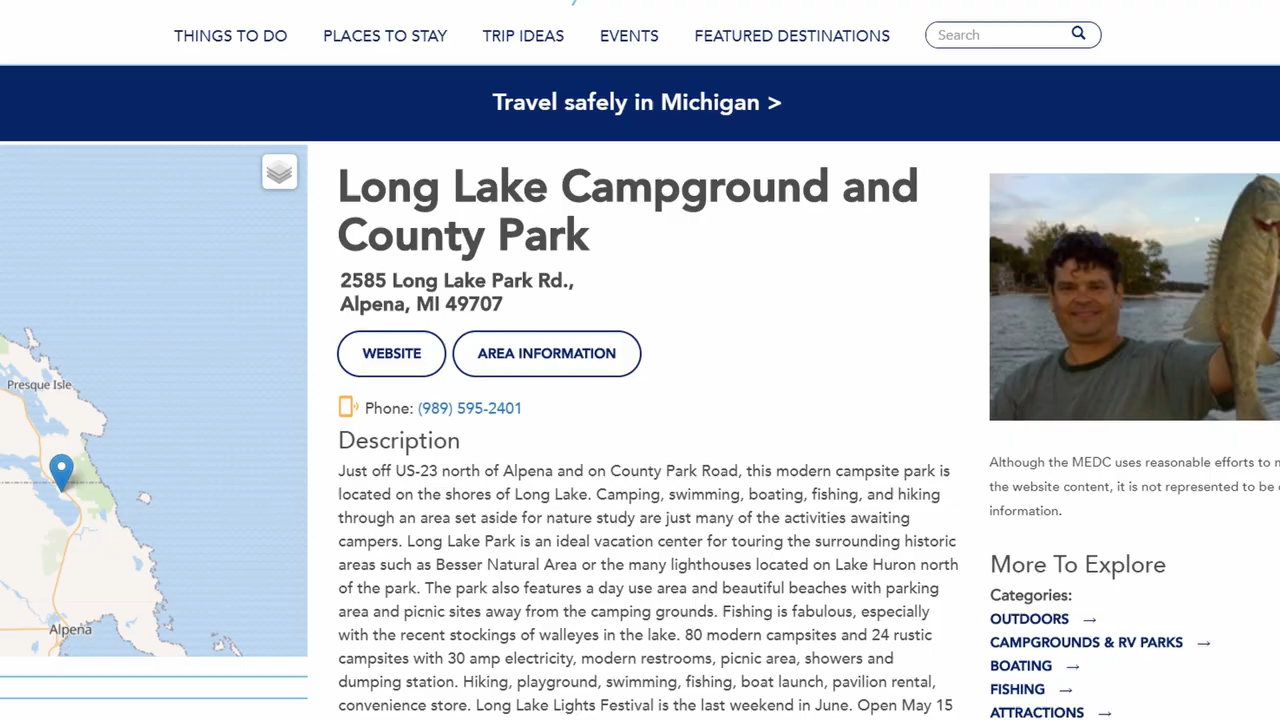 THINGS TO DO PLACES TO STAY TRIP IDEAS EVENTS FEATURED DESTINATIONS Search
Travel safely in Michigan >
Presque Isle
Alpena
Long Lake Campground and
County Park
2585 Long Lake Park Rd.,
Alpena, MI 49707
WEBSITE AREA INFORMATION
Phone: (989) 595-2401
Description
Just off US-23 north of Alpena and on County Park Road, this modern campsite park is
located on the shores of Long Lake. Camping, swimming, boating, fishing, and hiking
through an area set aside for nature study are just many of the activities awaiting
campers. Long Lake Park is an ideal vacation center for touring the surrounding historic
areas such as Besser Natural Area or the many lighthouses located on Lake Huron north
of the park. The park also features a day use area and beautiful beaches with parking
area and picnic sites away from the camping grounds. Fishing is fabulous, especially
with the recent stockings of walleyes in the lake. 80 modern campsites and 24 rustic
campsites with 30 amp electricity, modern restrooms, picnic area, showers and
dumping station. Hiking, playground, swimming, fishing, boat launch, pavilion rental,
convenience store. Long Lake Lights Festival is the last weekend in June. Open May 15
Although the MEDC uses reasonable efforts to
the website content, it is not represented to be
information.
More To Explore
Categories:
OUTDOORS →
CAMPGROUNDS & RV PARKS →
BOATING →
FISHING →
ATTRACTIONS →